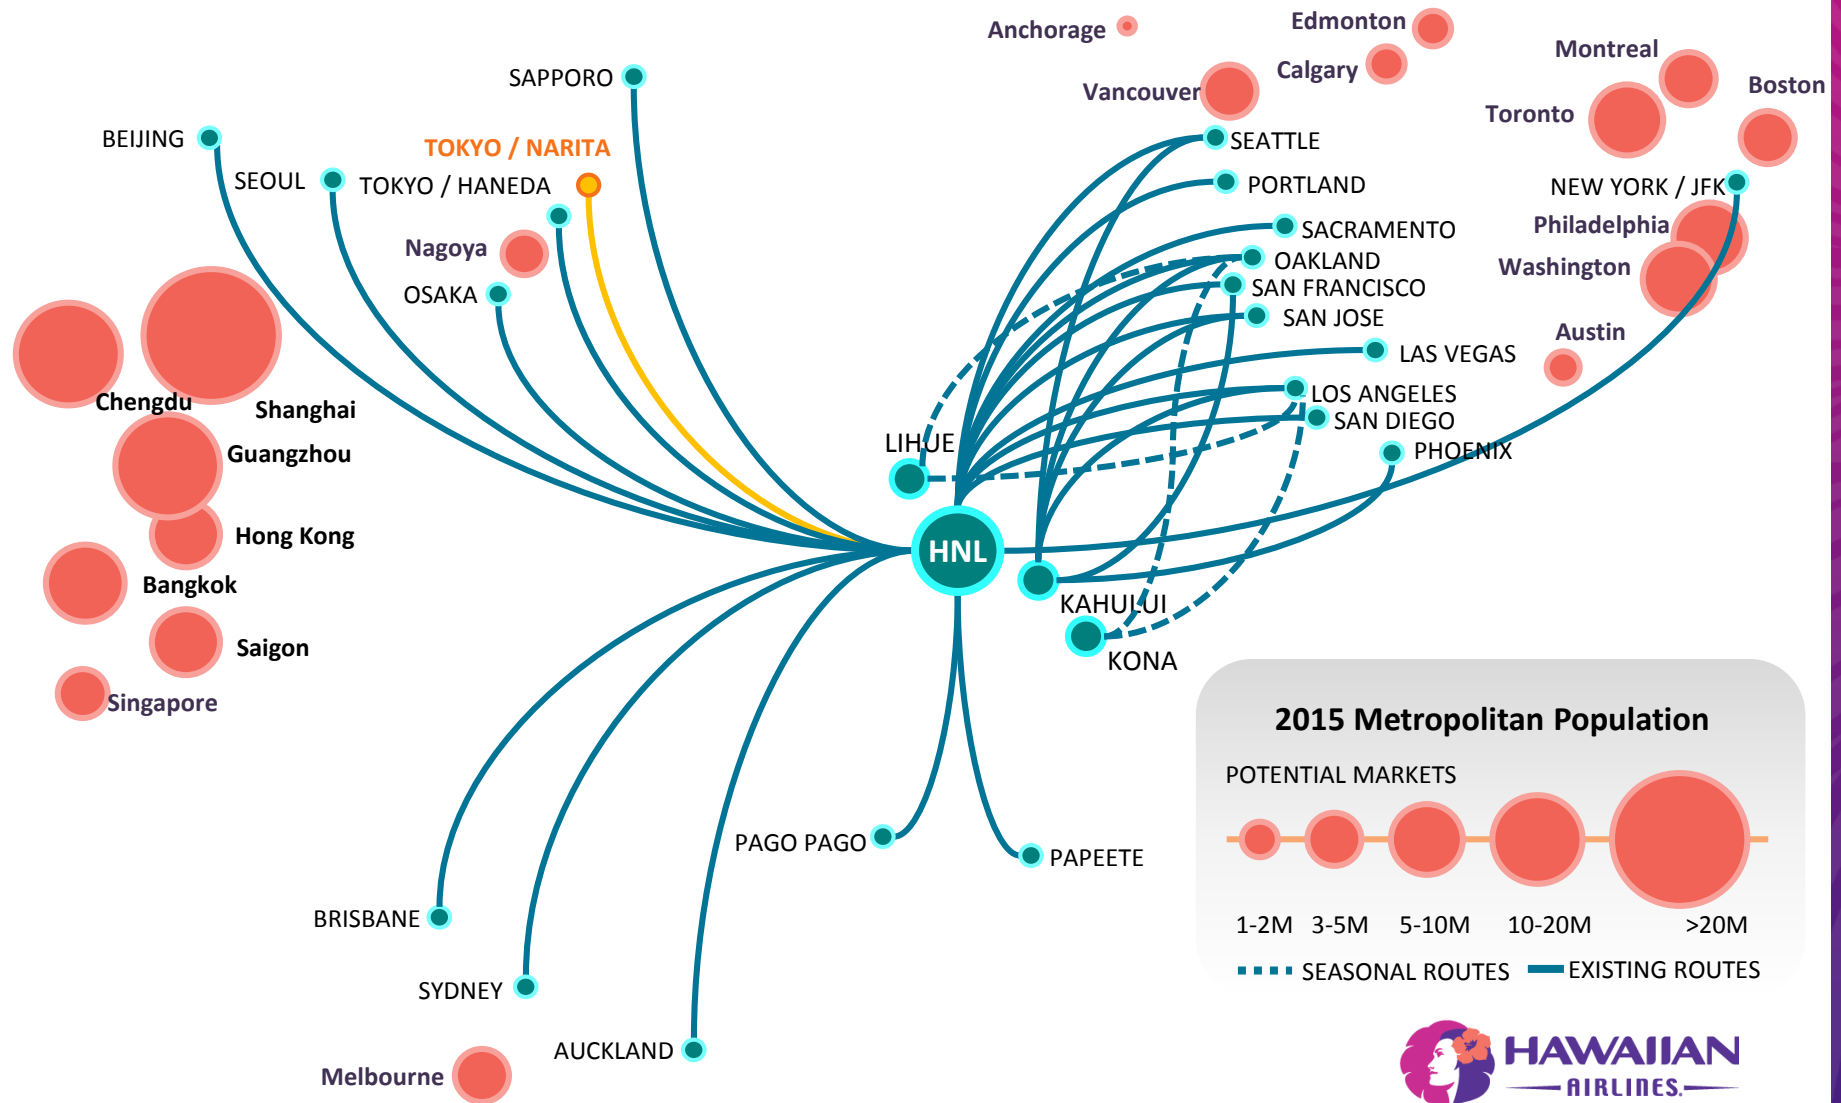 Anchorage
Edmonton
Montreal
Calgary
Boston
Vancouver
Toronto
SAPPORO
BEIJING
TOKYO / NARITA
SEATTLE
SEOUL
TOKYO / HANEDA
PORTLAND
NEW YORK / JFK
Nagoya
SACRAMENTO
Philadelphia
OAKLAND
Washington
OSAKA
SAN FRANCISCO
SAN JOSE
Austin
LAS VEGAS
Chengdu
Shanghai
LOS ANGELES
SAN DIEGO
LIHUE
PHOENIX
Guangzhou
Hong Kong
HNL
Bangkok
KAHULUI
Saigon
KONA
Singapore
2015 Metropolitan Population
POTENTIAL MARKETS
1-2M 3-5M 5-10M 10-20M >20M
SEASONAL ROUTES EXISTING ROUTES
PAGO PAGO
PAPEETE
BRISBANE
SYDNEY
AUCKLAND
Melbourne
HAWAIIAN
AIRLINES.